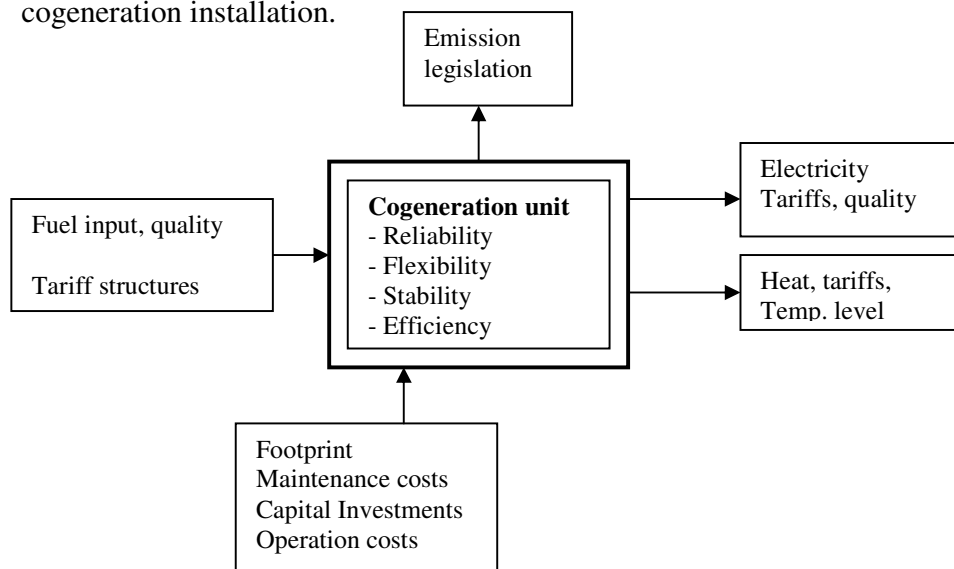 cogeneration installation.
Emission
legislation
Electricity
Tariffs, quality
Cogeneration unit
- Reliability
- Flexibility
- Stability
- Efficiency
Fuel input, quality
Tariff structures
Heat, tariffs,
Temp. level
Footprint
Maintenance costs
Capital Investments
Operation costs